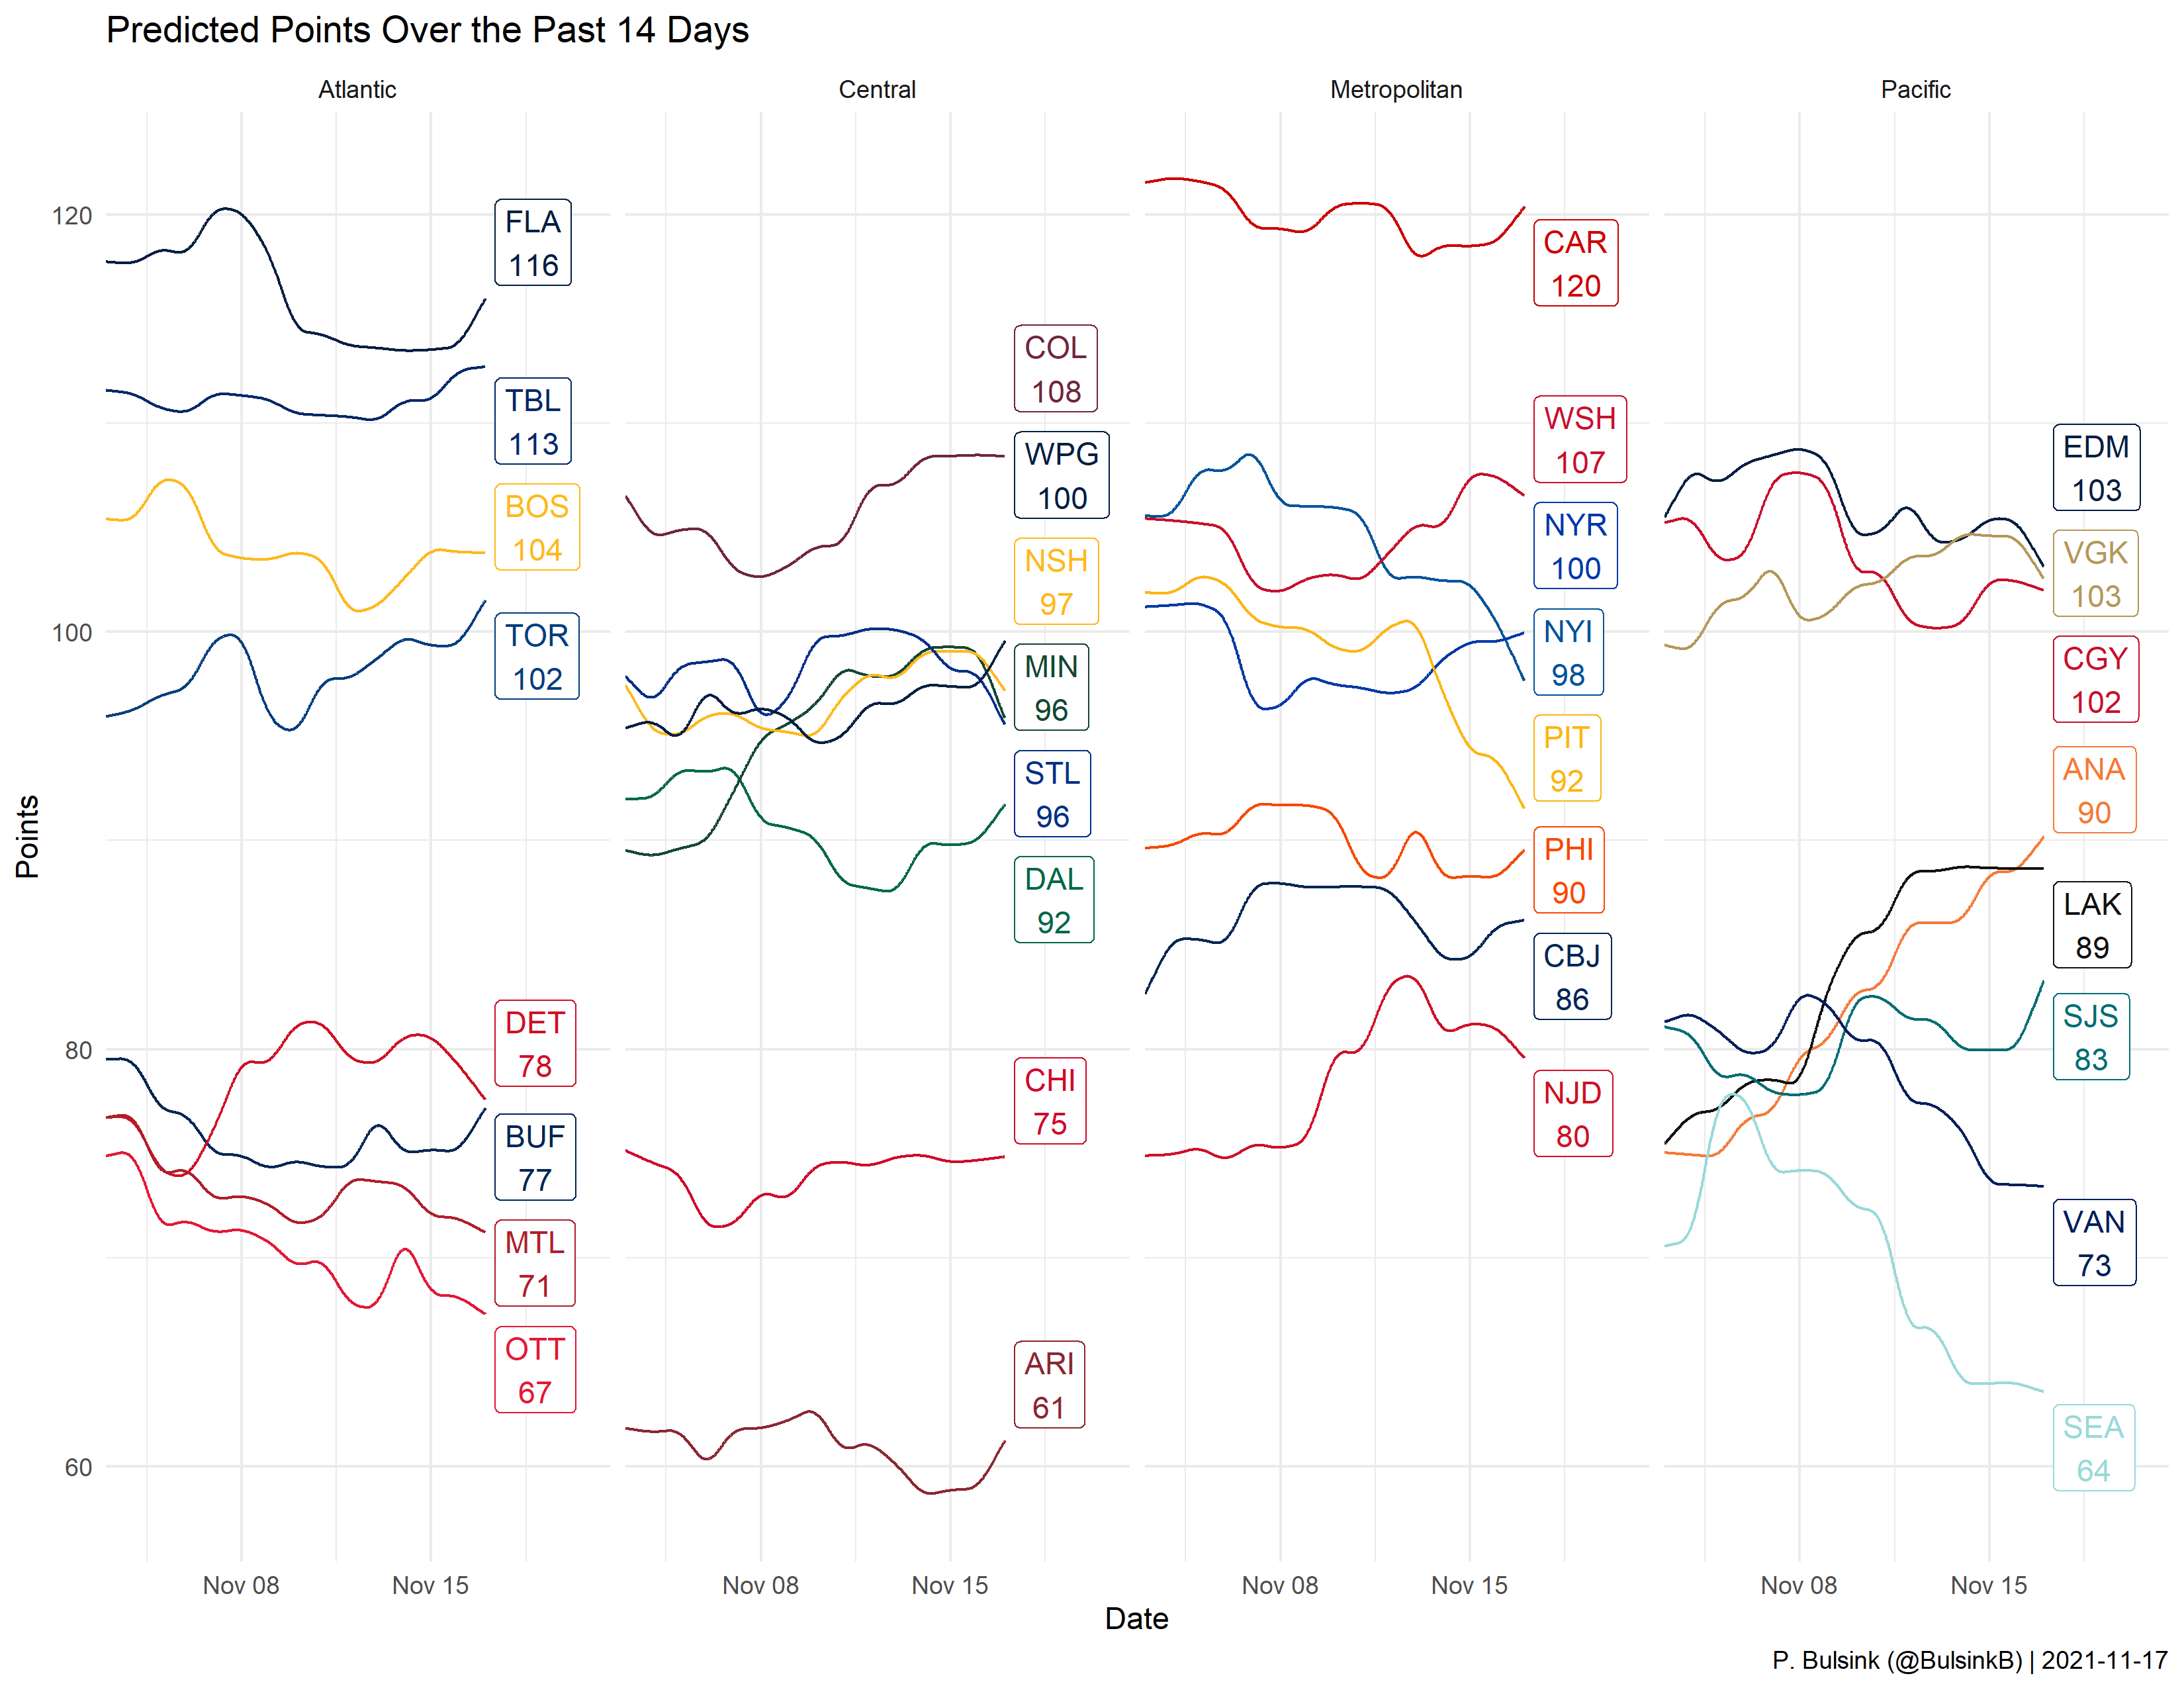 Predicted Points Over the Past 14 Days
Atlantic
Central
Metropolitan
Pacific
Points
120
100
80
60
FLA
116
TBL
113
BOS
104
TOR
102
DET
78
BUF
77
MTL
71
OTT
67
COL
108
WPG
100
NSH
97
MIN
96
STL
96
DAL
92
CHI
75
ARI
61
CAR
120
WSH
107
NYR
100
NYI
98
PIT
92
PHI
90
CBJ
86
NJD
80
EDM
103
VGK
103
CGY
102
ANA
90
LAK
89
SJS
83
VAN
73
SEA
64
Nov 08
Nov 15
Nov 08
Nov 15
Nov 08
Nov 15
Nov 08
Nov 15
Date
P. Bulsink (@BulsinkB) | 2021-11-17